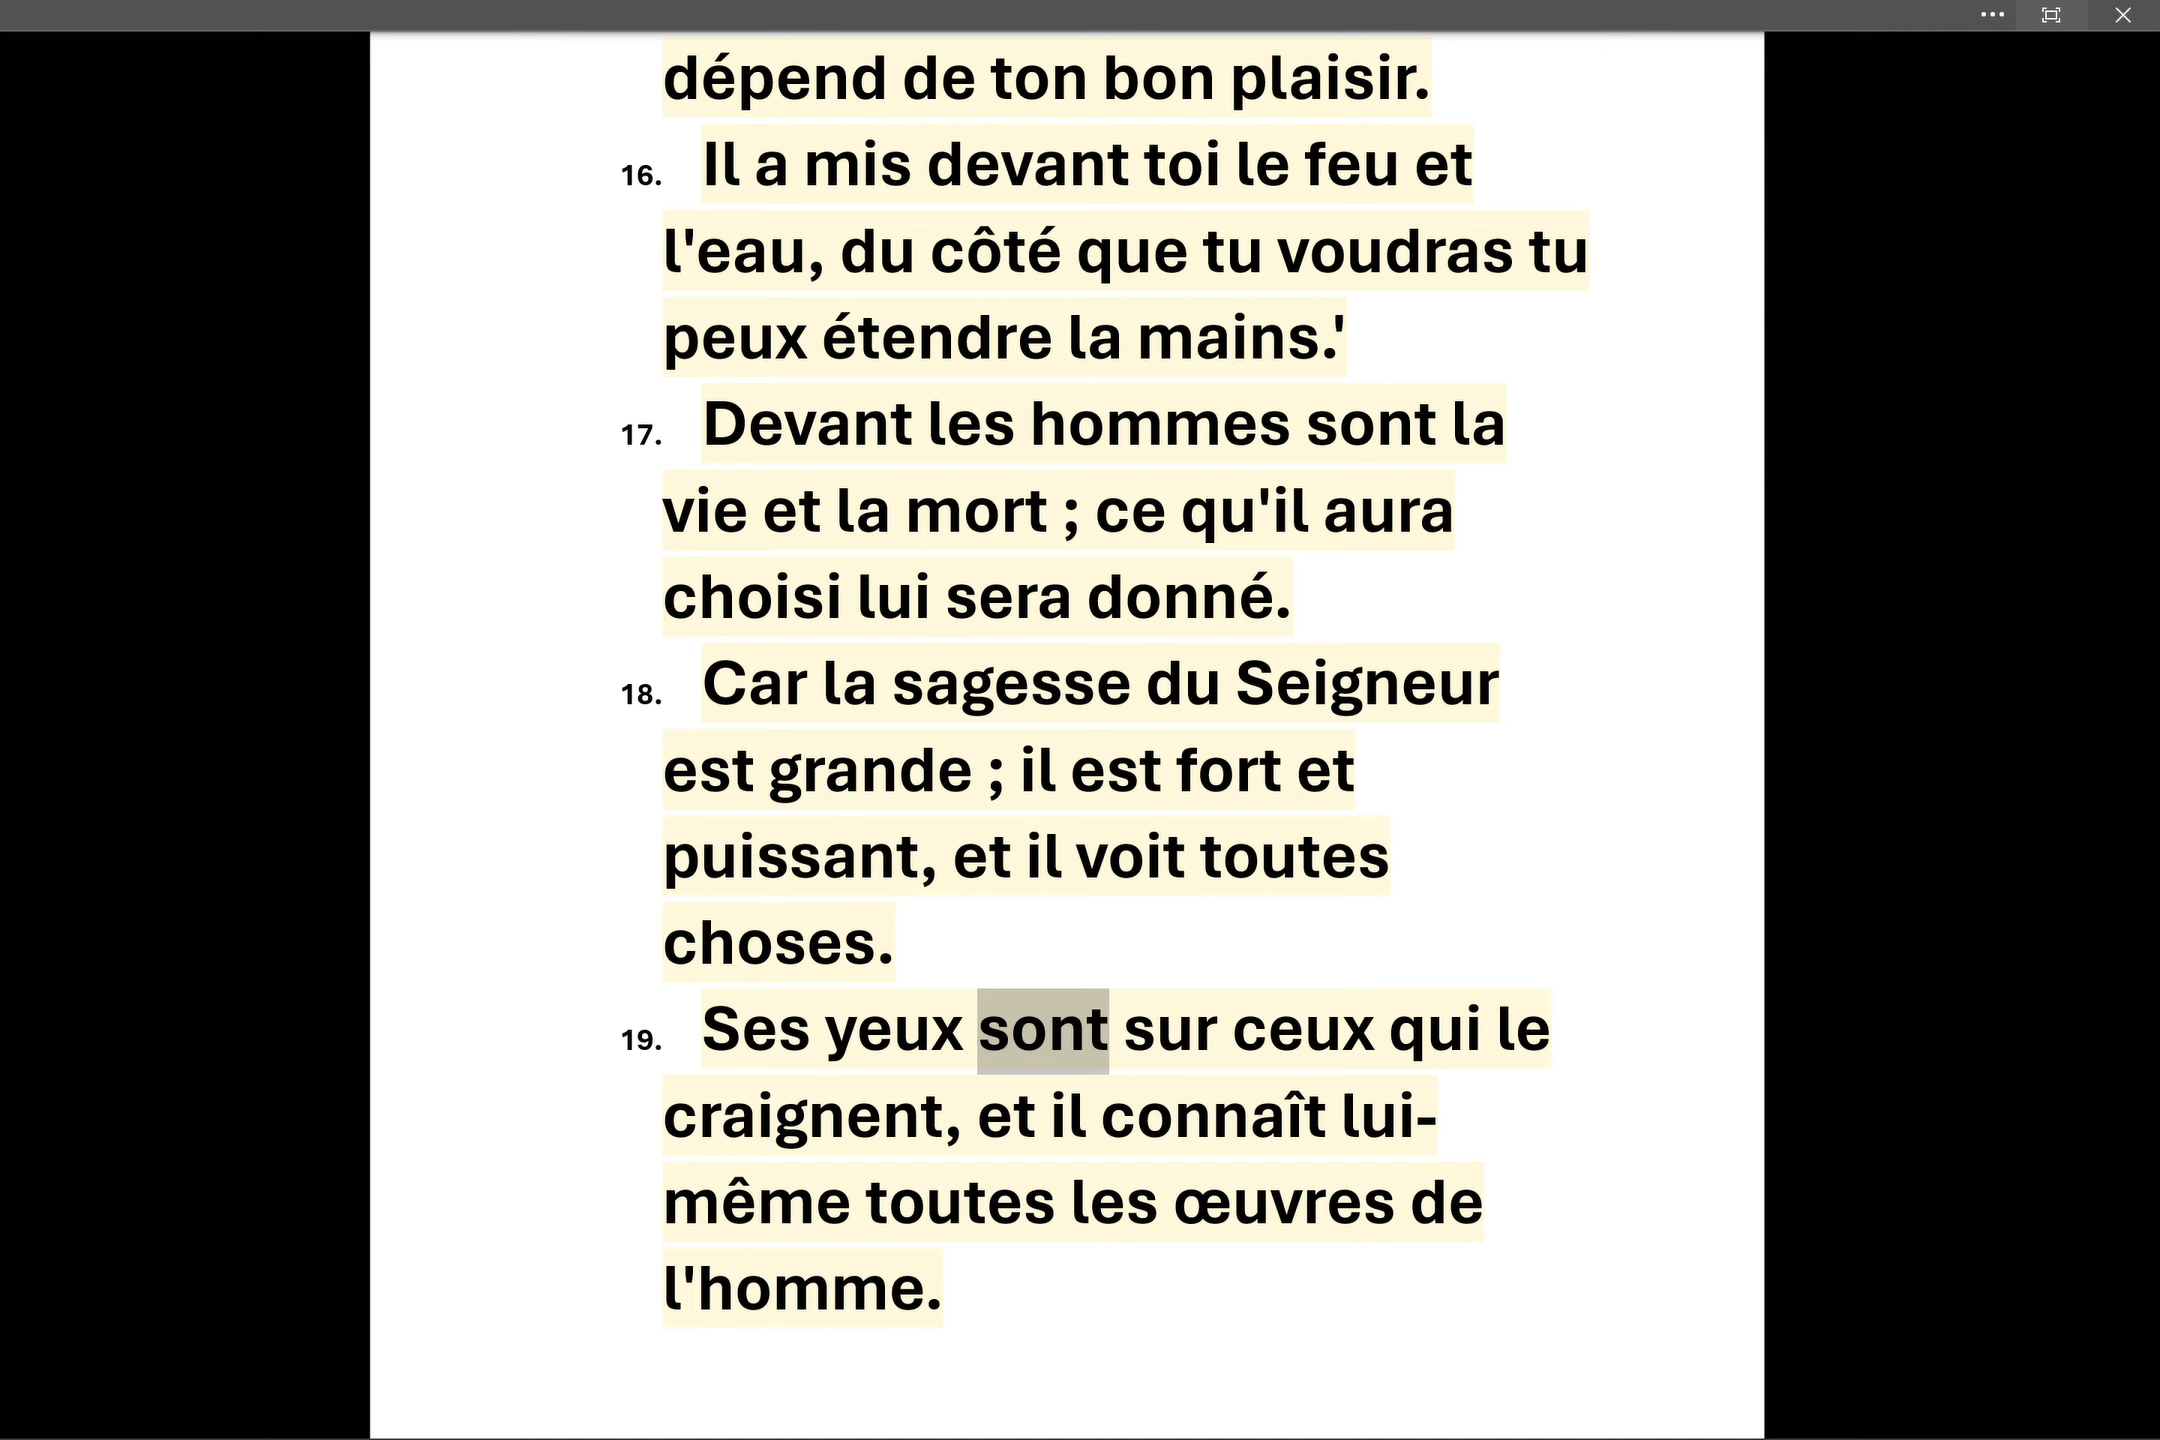 dépend de ton bon plaisir.
16. Il a mis devant toi le feu et
l'eau, du côté que tu voudras tu
peux étendre la mains.'
17. Devant les hommes sont la
vie et la mort ; ce qu'il aura
choisi lui sera donné.
18. Car la sagesse du Seigneur
est grande ; il est fort et
puissant, et il voit toutes
choses.
19. Ses yeux sont sur ceux qui le
craignent, et il connaît lui-
même toutes les œuvres de
l'homme.